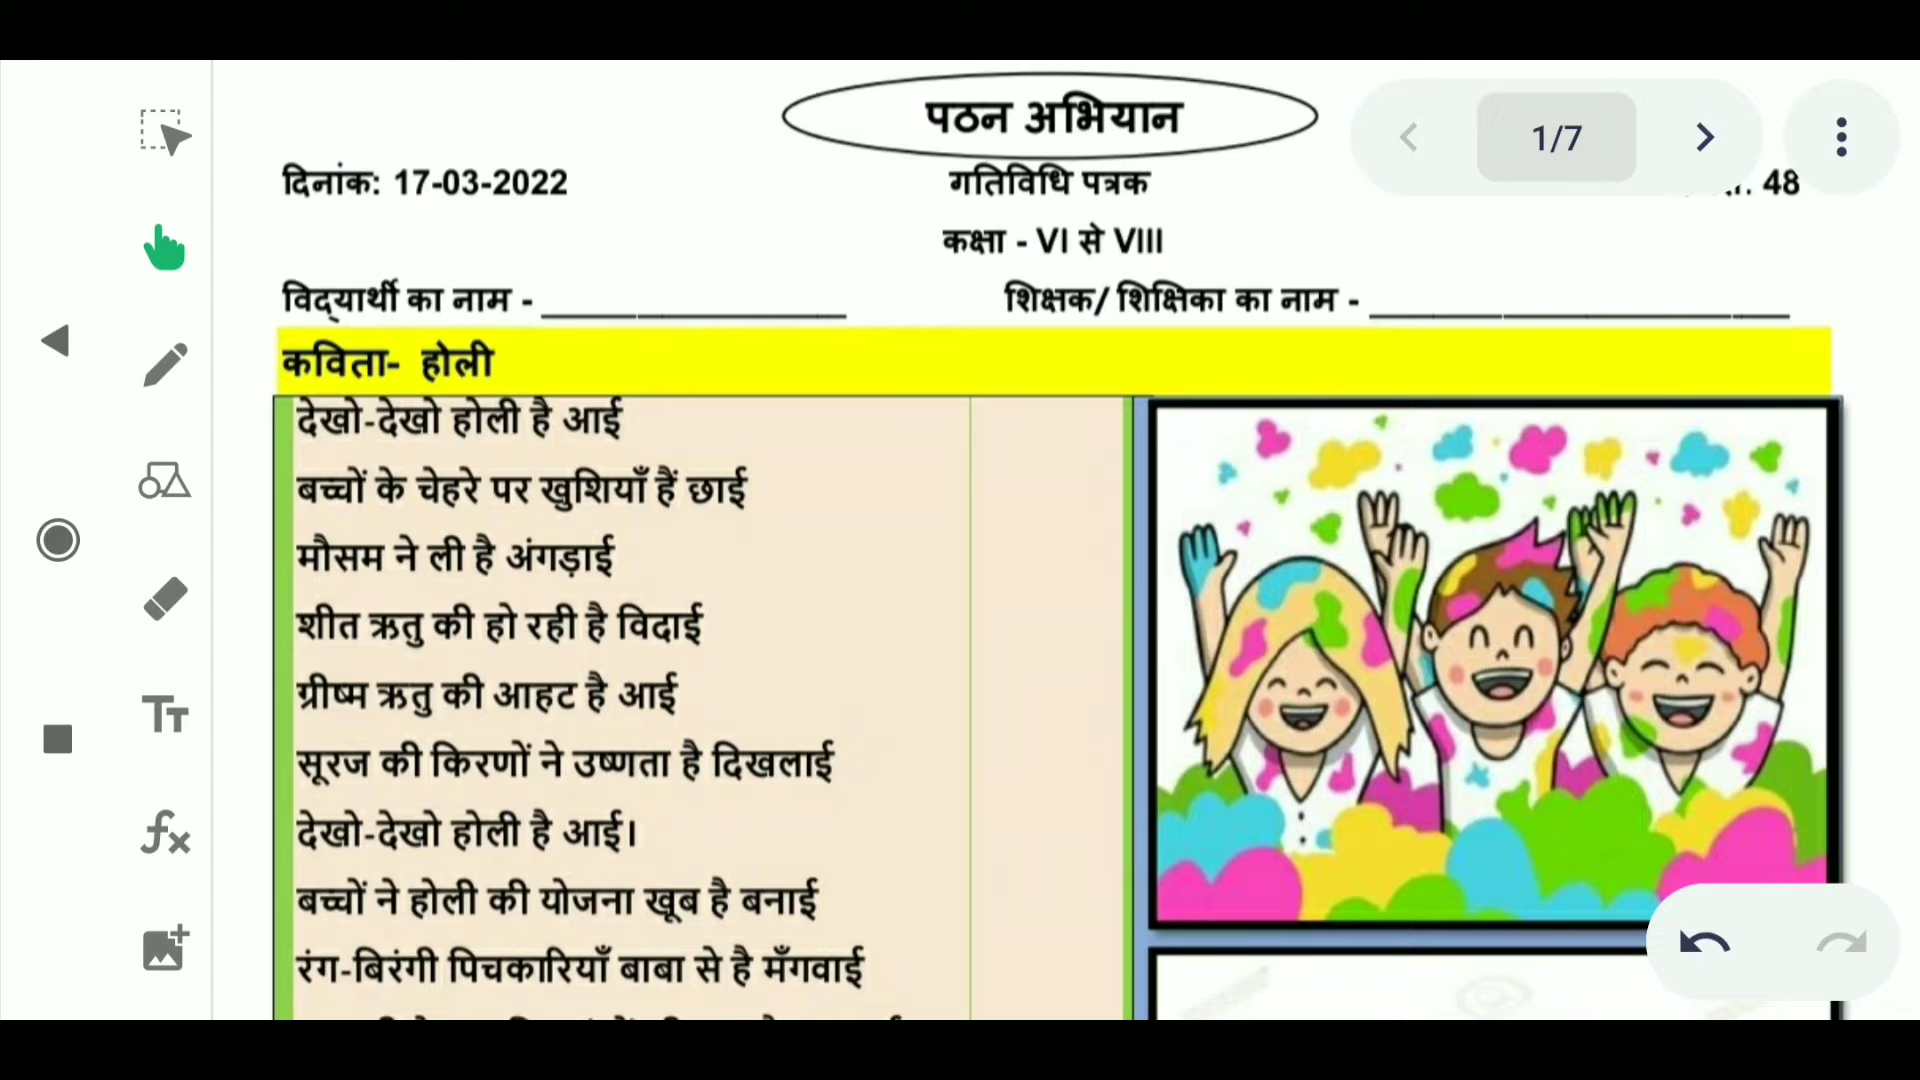 पठन अभियान
1/7
दिनांक: 17-03-2022
गतिविधि पत्रक
48
कक्षा - VI से VIII
विद्यार्थी का नाम - ________________
शिक्षक/ शिक्षिका का नाम - ______________________
कविता- होली
देखो-देखो होली है आई
बच्चों के चेहरे पर खुशियाँ हैं छाई
मौसम ने ली है अंगड़ाई
शीत ऋतु की हो रही है विदाई
ग्रीष्म ऋतु की आहट है आई
सूरज की किरणों ने उष्णता है दिखलाई
देखो-देखो होली है आई।
बच्चों ने होली की योजना खूब है बनाई
रंग-बिरंगी पिचकारियाँ बाबा से है मँगवाई